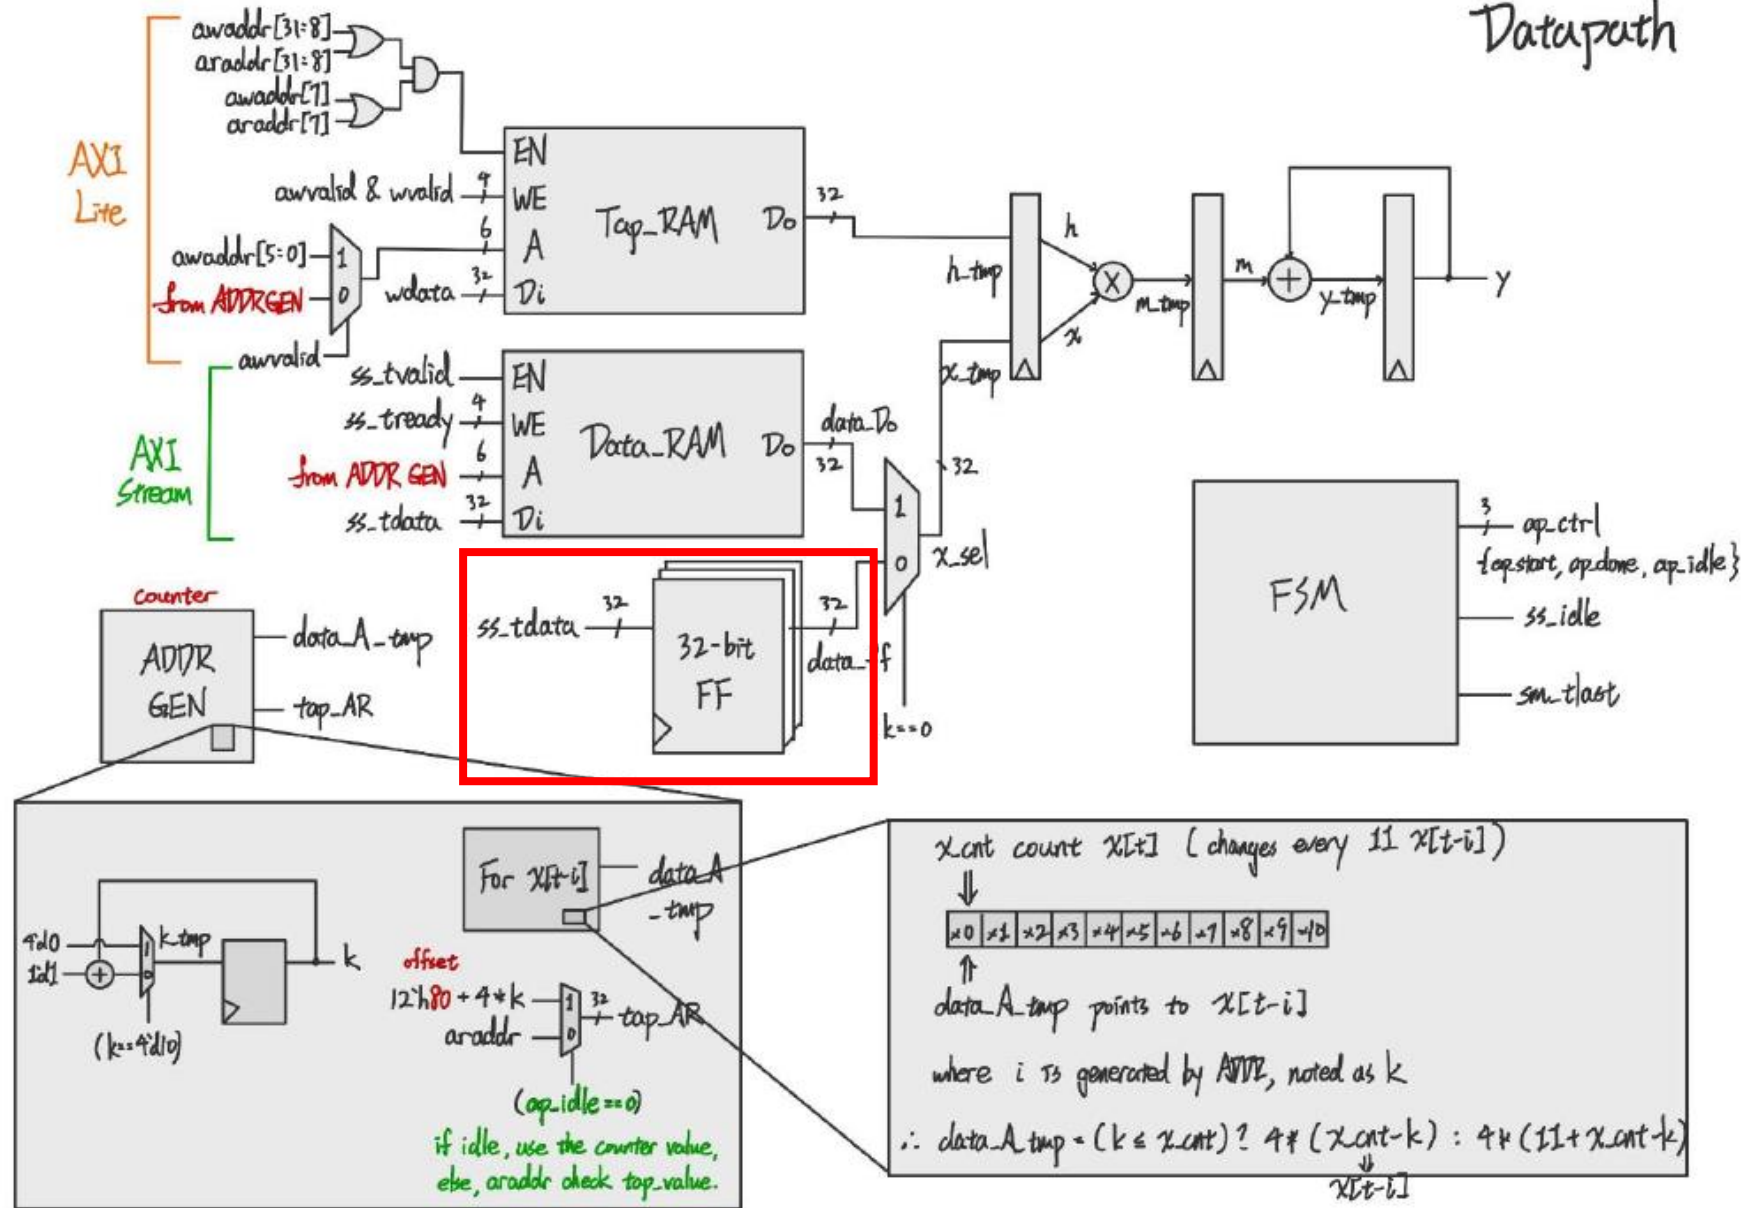 Datapath
awaddr[31:8]
araddr[31:8]
awaddr[7]
araddr[7]
AXI
Lite
EN
awvalid & wvalid
4
WE
awaddr[5:0]
1
from ADDRGEN
0
awvalid
6
A
wdata
32
Di
Tap_RAM
Do
32
h_tmp
h
x
X
m_tmp
m
+
y_tmp
y
AXI
Stream
ss_tvalid
EN
ss_tready
4
WE
from ADDR GEN
6
A
ss_tdata
32
Di
Data_RAM
Do
data_Do
32
1
0
x_sel
32
x_tmp
k==0
ss_tdata
32
32-bit
FF
32
data_ff
FSM
3
ap_ctrl
{ap_start, ap_done, ap_idle}
ss_idle
sm_tlast
counter
ADDR
GEN
data_A_tmp
tap_AR
4'd0
1'd1
+
1
0
k_tmp
k
(k==4'd10)
For x[t-i]
data_A
_tmp
offset
12'h80 + 4*k
araddr
1
0
32
tap_AR
(ap_idle==0)
if idle, use the counter value,
else, araddr check tap_value.
x_cnt count x[t] (changes every 11 x[t-i])
x0 x1 x2 x3 x4 x5 x6 x7 x8 x9 x10
data_A_tmp points to x[t-i]
where i is generated by ADDR, noted as k
∴ data_A_tmp = (k ≤ x_cnt) ? 4*(x_cnt-k) : 4*(11+x_cnt-k)
x[t-i]